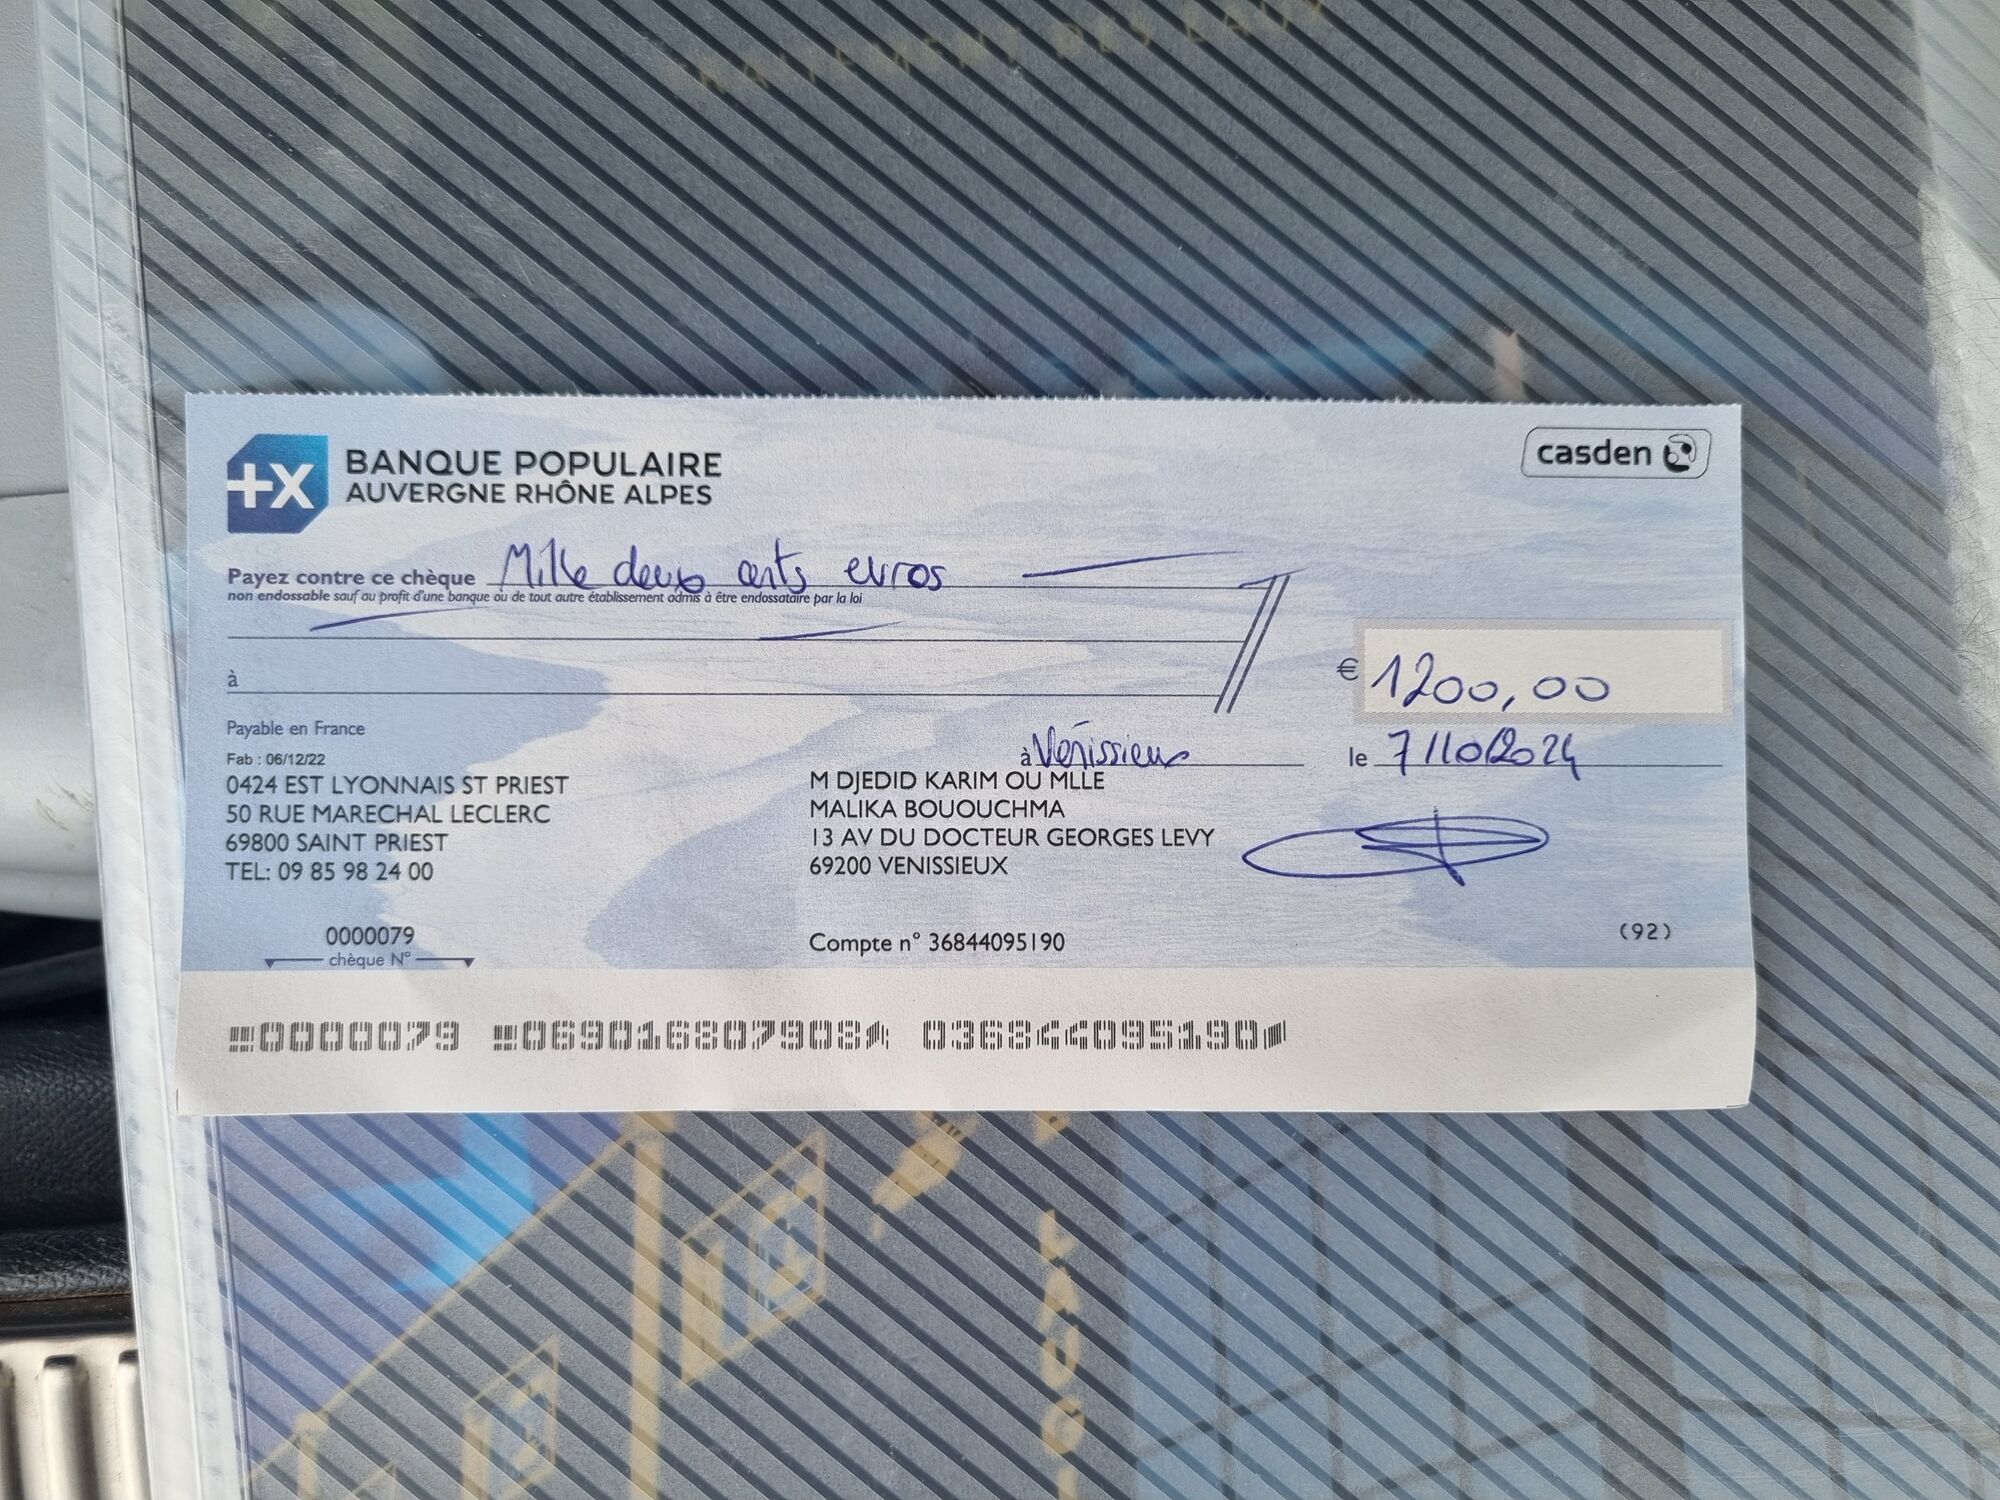 TRAITEMENT DES EAUX
+X BANQUE POPULAIRE
AUVERGNE RHÔNE ALPES
casden
Payez contre ce chèque Mille deux cents euros
non endossable sauf au profit d'une banque ou de tout autre établissement admis à être endossataire par la loi
à
€ 1200,00
Payable en France
à Vénissieux le 7/10/2024
Fab : 06/12/22
0424 EST LYONNAIS ST PRIEST
50 RUE MARECHAL LECLERC
69800 SAINT PRIEST
TEL: 09 85 98 24 00
M DJEDID KARIM OU MLLE
MALIKA BOUOUCHMA
13 AV DU DOCTEUR GEORGES LEVY
69200 VENISSIEUX
0000079
chèque N°
Compte n° 36844095190
(92)
0000079 069016807908 036844095190